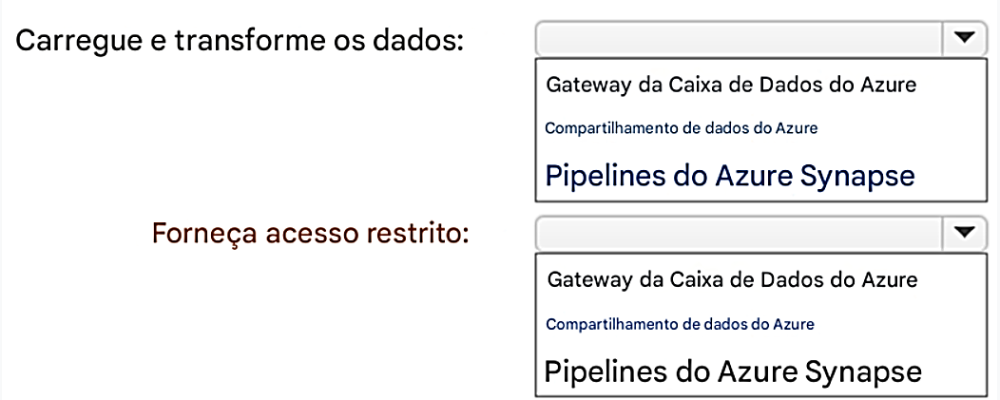 Carregue e transforme os dados:
Gateway da Caixa de Dados do Azure
Compartilhamento de dados do Azure
Pipelines do Azure Synapse
Forneça acesso restrito:
Gateway da Caixa de Dados do Azure
Compartilhamento de dados do Azure
Pipelines do Azure Synapse